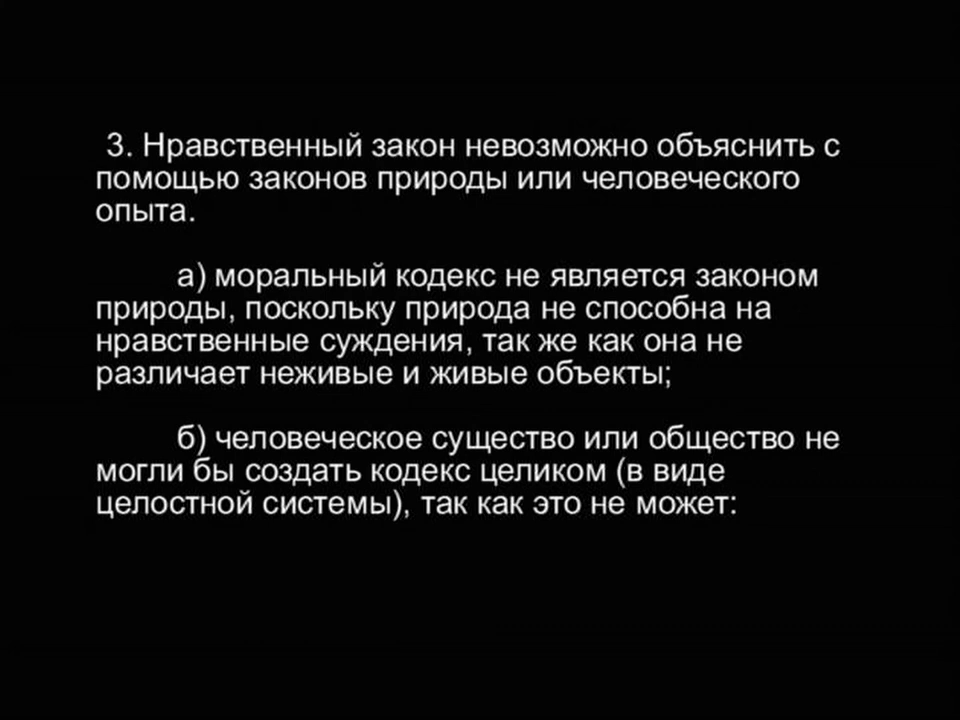 3. Нравственный закон невозможно объяснить с
помощью законов природы или человеческого
опыта.
а) моральный кодекс не является законом
природы, поскольку природа не способна на
нравственные суждения, так же как она не
различает неживые и живые объекты;
б) человеческое существо или общество не
могли бы создать кодекс целиком (в виде
целостной системы), так как это не может: